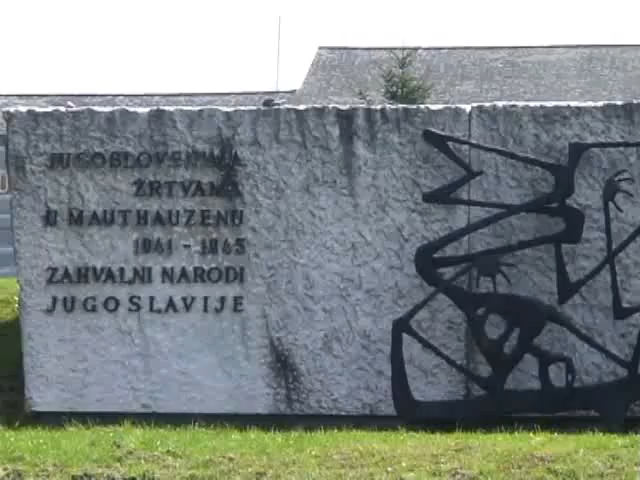 JUGOSLOVENSKIM
ŽRTVAMA
U MAUTHAUZENU
1941 - 1945
ZAHVALNI NARODI
JUGOSLAVIJE